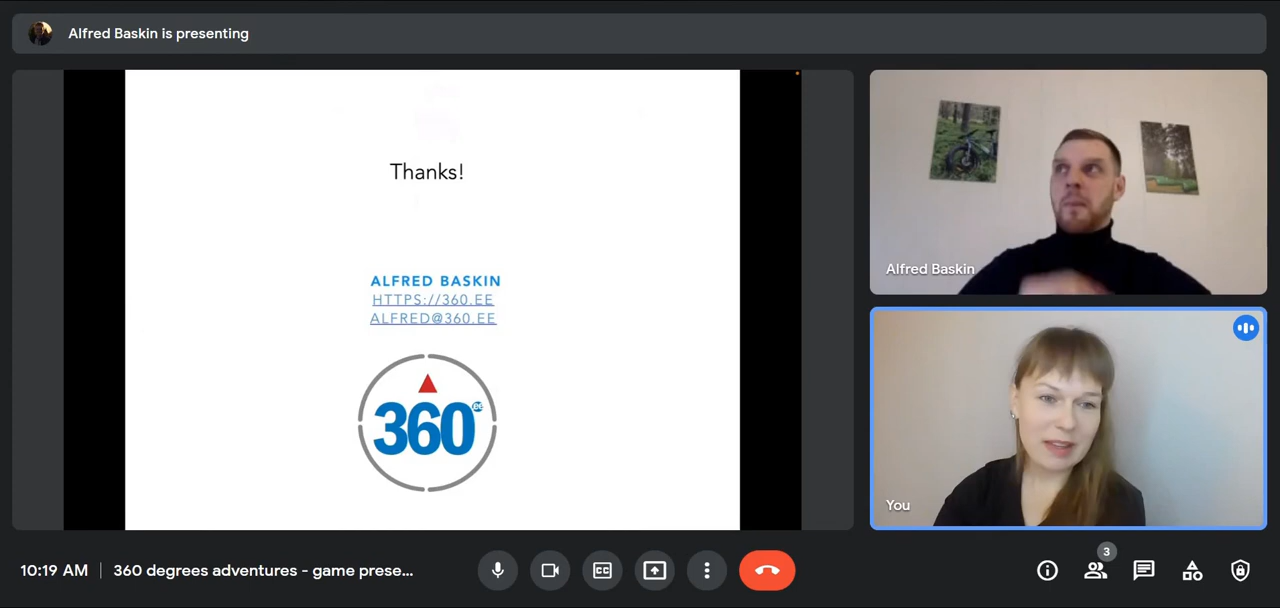 Alfred Baskin is presenting
Thanks!
ALFRED BASKIN
HTTPS://360.EE
ALFRED@360.EE
360
Alfred Baskin
You
10:19 AM
360 degrees adventures - game prese...
CC
3